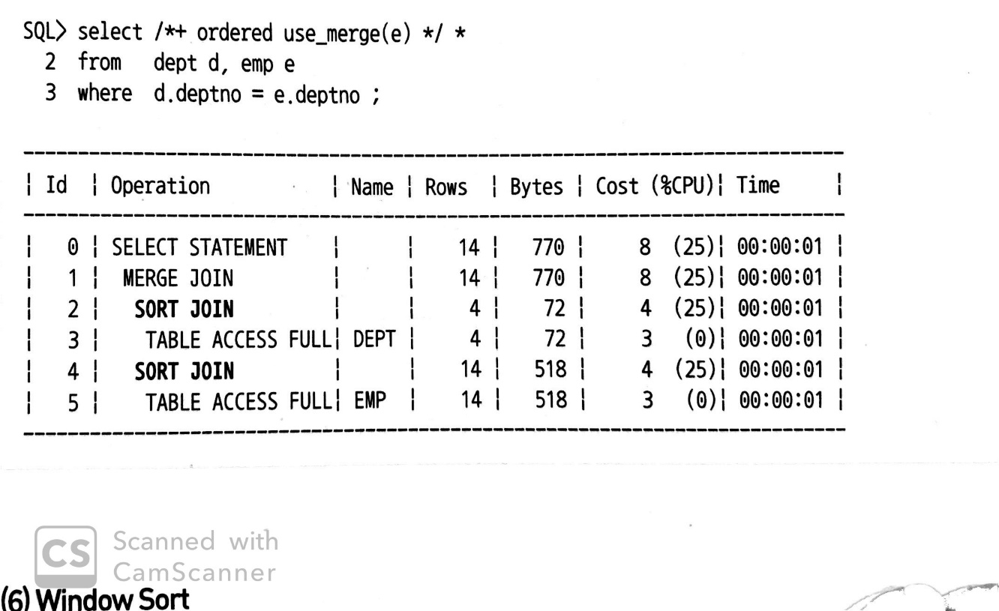 SQL> select /*+ ordered use_merge(e) */ *
  2  from   dept d, emp e
  3  where  d.deptno = e.deptno ;
---------------------------------------------------------------------------
| Id  | Operation           | Name | Rows  | Bytes | Cost (%CPU)| Time     |
---------------------------------------------------------------------------
|   0 | SELECT STATEMENT    |      |    14 |   770 |     8  (25)| 00:00:01 |
|   1 |  MERGE JOIN         |      |    14 |   770 |     8  (25)| 00:00:01 |
|   2 |   SORT JOIN         |      |     4 |    72 |     4  (25)| 00:00:01 |
|   3 |    TABLE ACCESS FULL| DEPT |     4 |    72 |     3   (0)| 00:00:01 |
|   4 |   SORT JOIN         |      |    14 |   518 |     4  (25)| 00:00:01 |
|   5 |    TABLE ACCESS FULL| EMP  |    14 |   518 |     3   (0)| 00:00:01 |
---------------------------------------------------------------------------
CS Scanned with
CamScanner
(6) Window Sort